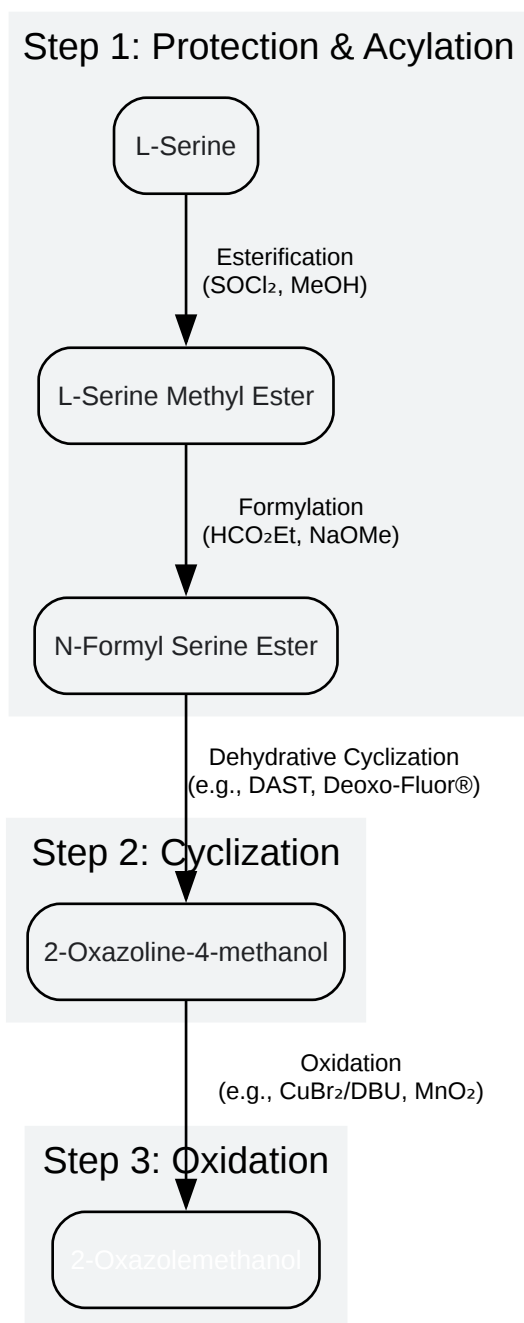 Step 1: Protection & Acylation
L-Serine
Esterification
(SOCl₂, MeOH)
L-Serine Methyl Ester
Formylation
(HCO₂Et, NaOMe)
N-Formyl Serine Ester
Dehydrative Cyclization
(e.g., DAST, Deoxo-Fluor®)
Step 2: Cyclization
2-Oxazoline-4-methanol
Oxidation
(e.g., CuBr₂/DBU, MnO₂)
Step 3: Oxidation
2-Oxazolemethanol